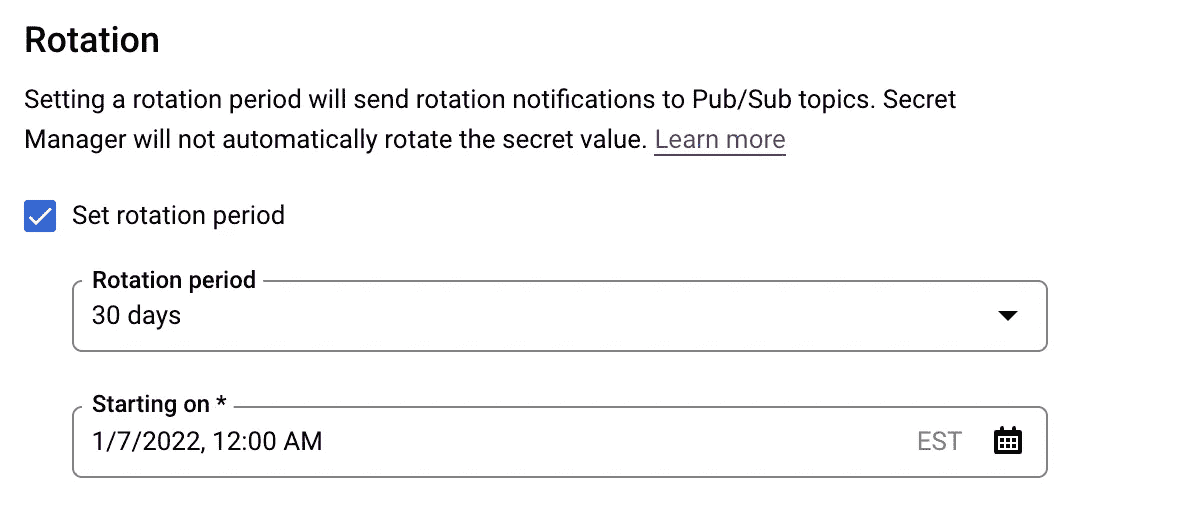 Rotation
Setting a rotation period will send rotation notifications to Pub/Sub topics. Secret
Manager will not automatically rotate the secret value. Learn more
Set rotation period
Rotation period
30 days
Starting on *
1/7/2022, 12:00 AM EST